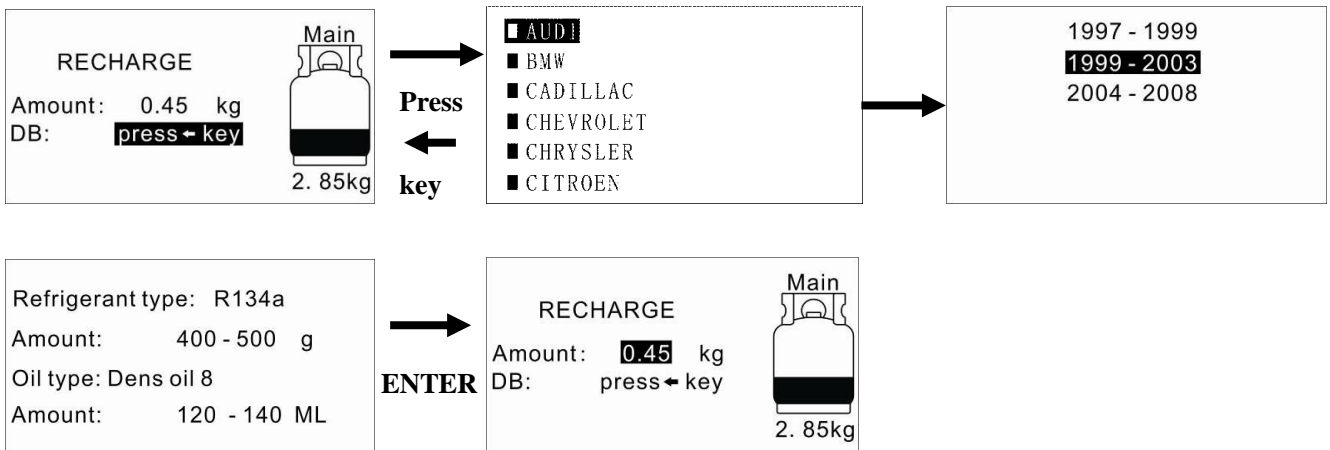 RECHARGE
Amount: 0.45 kg
DB: press ← key
Main
2. 85kg
Press
key
AUDI
BMW
CADILLAC
CHEVROLET
CHRYSLER
CITROEN
1997 - 1999
1999 - 2003
2004 - 2008
Refrigerant type: R134a
Amount: 400 - 500 g
Oil type: Dens oil 8
Amount: 120 - 140 ML
ENTER
RECHARGE
Amount: 0.45 kg
DB: press ← key
Main
2. 85kg